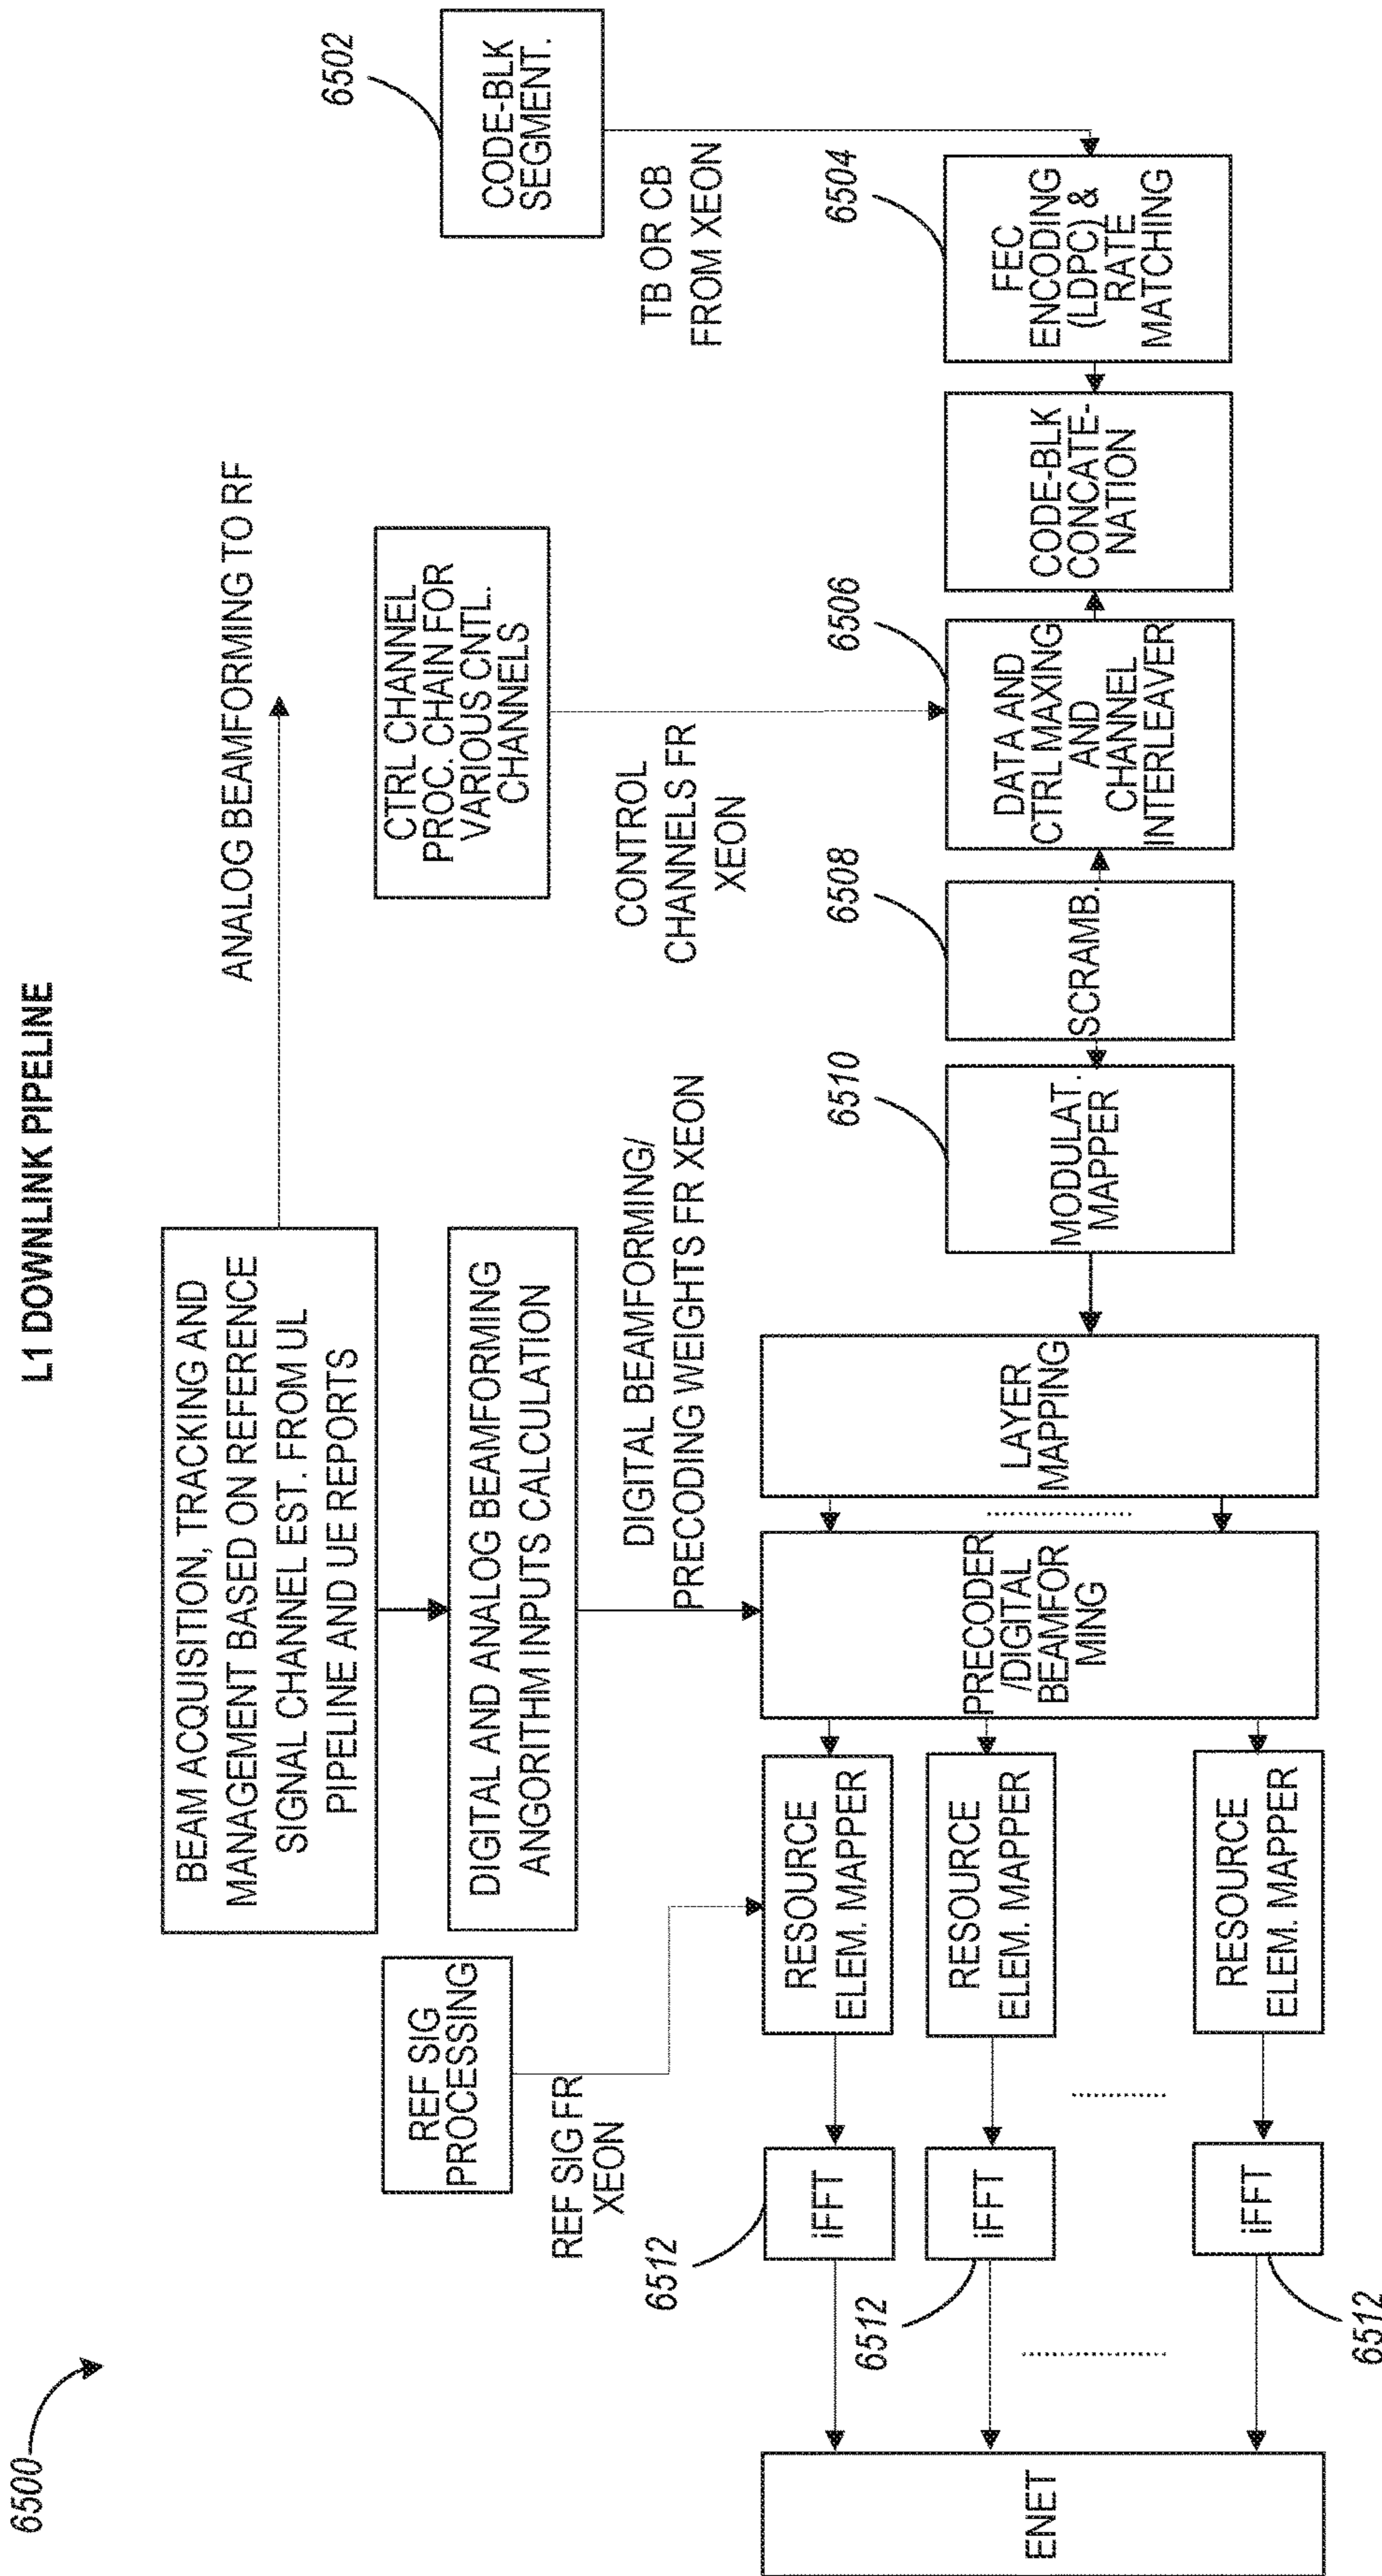 6500
L1 DOWNLINK PIPELINE
BEAM ACQUISITION, TRACKING AND
MANAGEMENT BASED ON REFERENCE
SIGNAL CHANNEL EST. FROM UL
PIPELINE AND UE REPORTS
ANALOG BEAMFORMING TO RF
DIGITAL AND ANALOG BEAMFORMING
ANGORITHM INPUTS CALCULATION
DIGITAL BEAMFORMING/
PRECODING WEIGHTS FR XEON
REF SIG
PROCESSING
REF SIG FR
XEON
CTRL CHANNEL
PROC. CHAIN FOR
VARIOUS CNTL.
CHANNELS
CONTROL
CHANNELS FR
XEON
6502
CODE-BLK
SEGMENT.
TB OR CB
FROM XEON
ENET
6512
iFFT
6512
iFFT
6512
iFFT
RESOURCE
ELEM. MAPPER
RESOURCE
ELEM. MAPPER
RESOURCE
ELEM. MAPPER
PRECODER
/DIGITAL
BEAMFOR
MING
LAYER
MAPPING
6510
MODULAT.
MAPPER
6508
SCRAMB.
6506
DATA AND
CTRL MAXING
AND
CHANNEL
INTERLEAVER
CODE-BLK
CONCATE-
NATION
6504
FEC
ENCODING
(LDPC) &
RATE
MATCHING